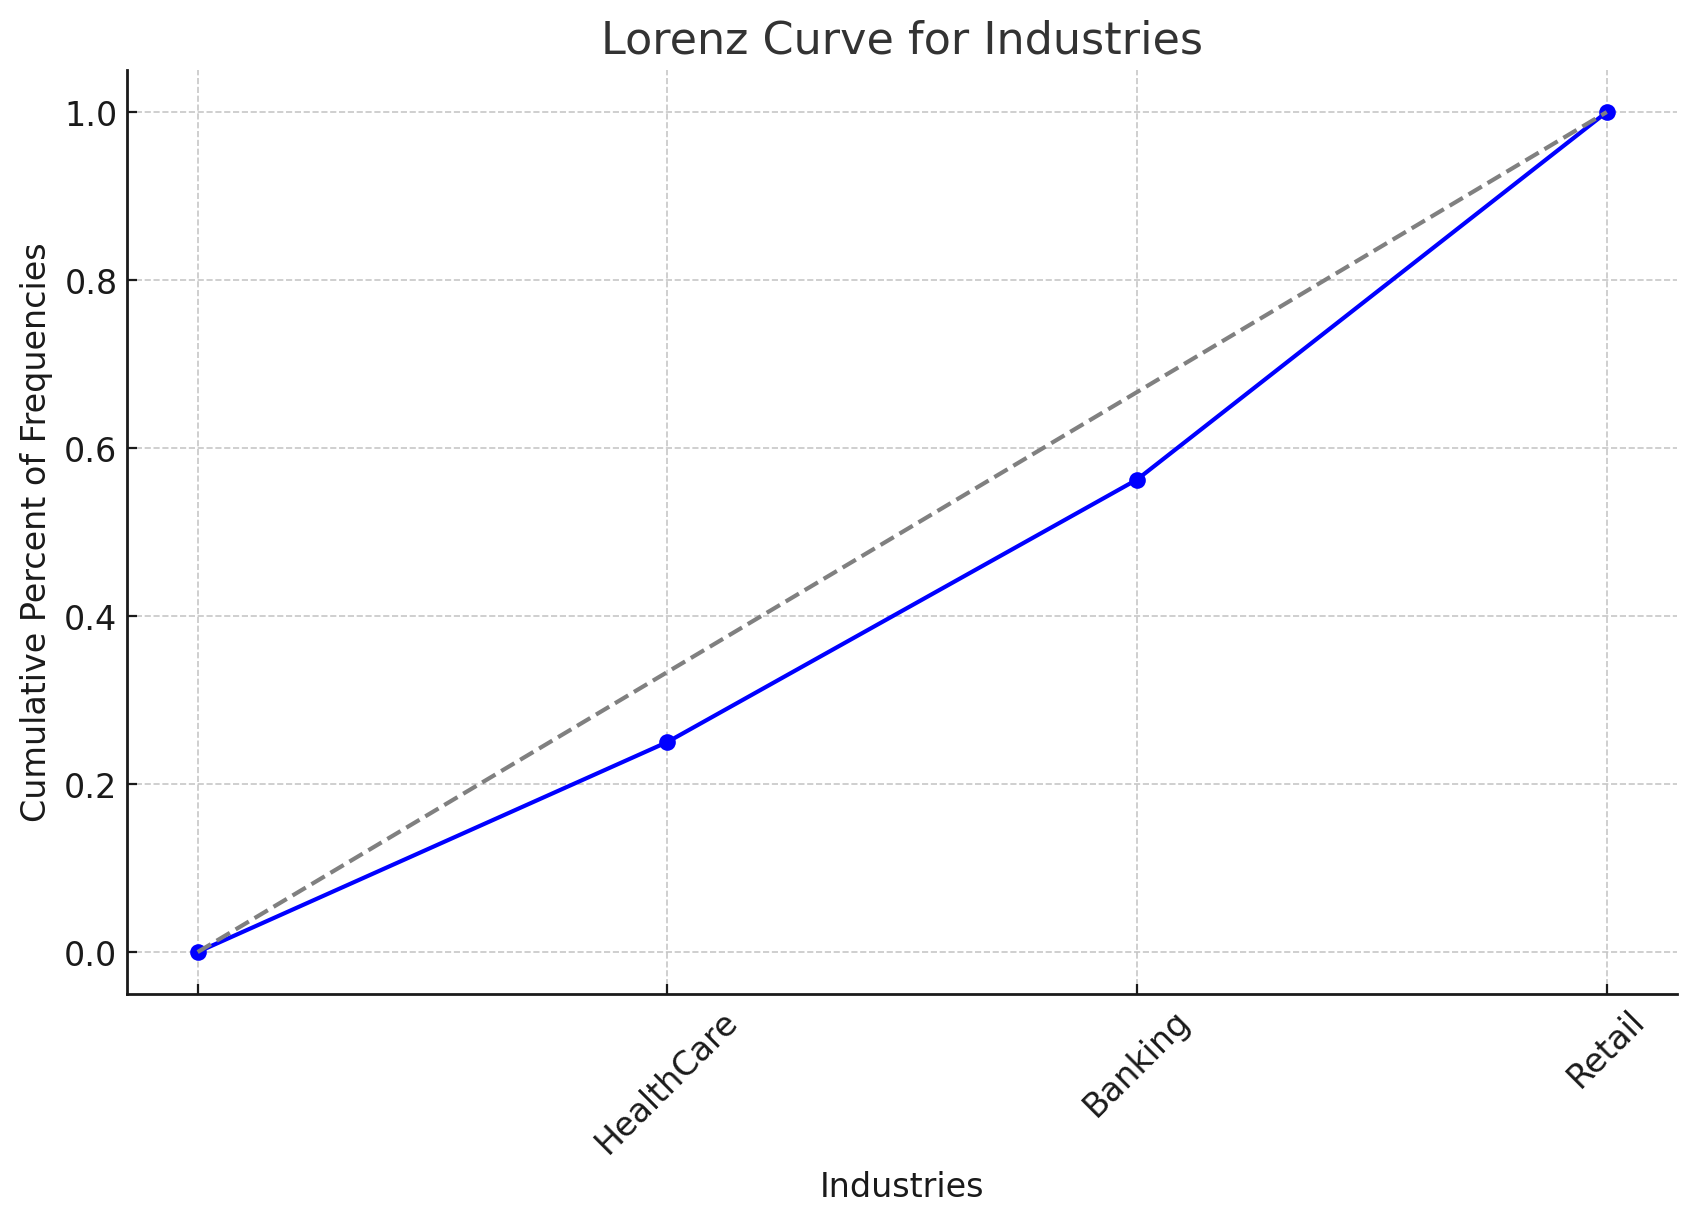 Lorenz Curve for Industries
Cumulative Percent of Frequencies
1.0
0.8
0.6
0.4
0.2
0.0
HealthCare
Banking
Retail
Industries